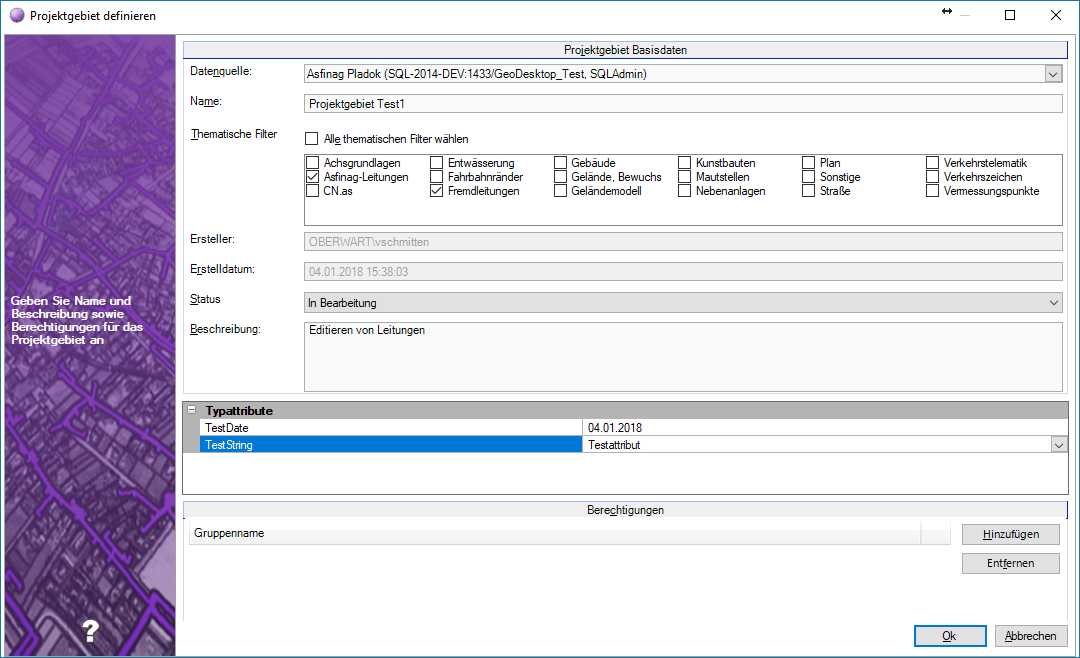 Projektgebiet definieren
Geben Sie Name und
Beschreibung sowie
Berechtigungen für das
Projektgebiet an
?
Projektgebiet Basisdaten
Datenquelle: Asfinag Pladok (SQL-2014-DEV:1433/GeoDesktop_Test, SQLAdmin)
Name: Projektgebiet Test1
Thematische Filter Alle thematischen Filter wählen
Achsgrundlagen Entwässerung Gebäude Kunstbauten Plan Verkehrstelematik
Asfinag-Leitungen Fahrbahnränder Gelände, Bewuchs Mautstellen Sonstige Verkehrszeichen
CN.as Fremdleitungen Geländemodell Nebenanlagen Straße Vermessungspunkte
Ersteller: OBERWART\vschmitten
Erstelldatum: 04.01.2018 15:38:03
Status In Bearbeitung
Beschreibung: Editieren von Leitungen
Typattribute
TestDate 04.01.2018
TestString Testattribut
Berechtigungen
Gruppenname
Hinzufügen
Entfernen
Ok Abbrechen